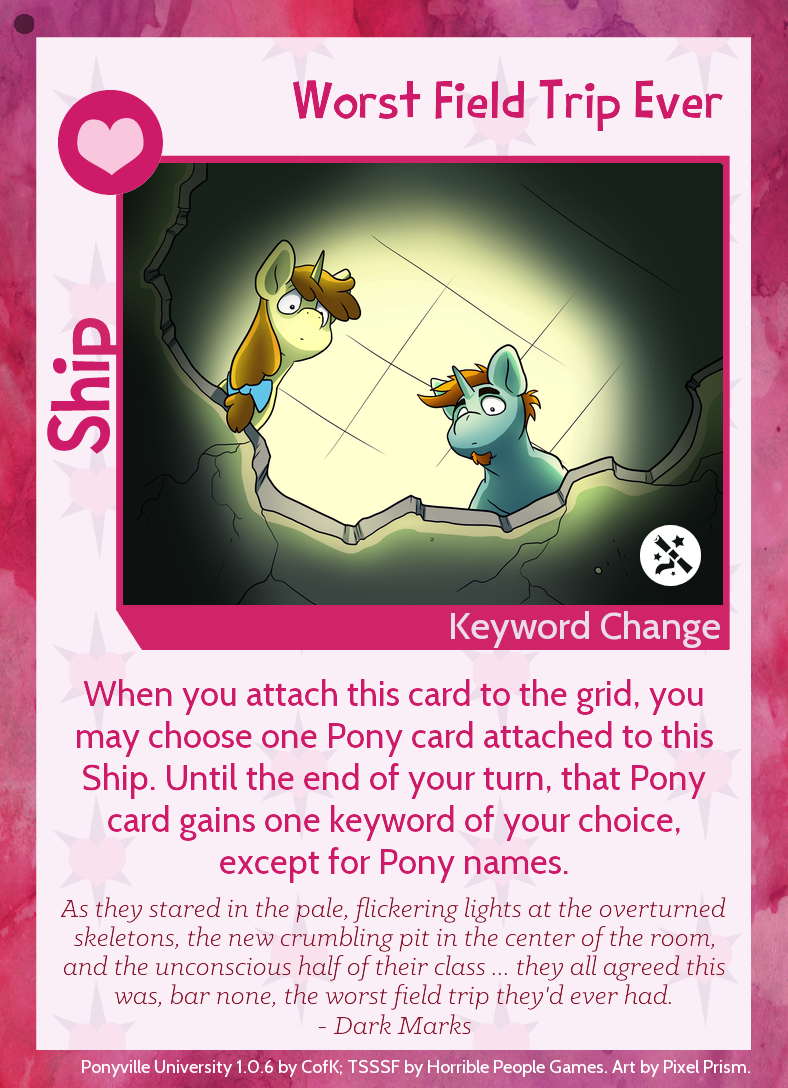 Worst Field Trip Ever
Ship
Keyword Change
When you attach this card to the grid, you
may choose one Pony card attached to this
Ship. Until the end of your turn, that Pony
card gains one keyword of your choice,
except for Pony names.
As they stared in the pale, flickering lights at the overturned
skeletons, the new crumbling pit in the center of the room,
and the unconscious half of their class ... they all agreed this
was, bar none, the worst field trip they'd ever had.
- Dark Marks
Ponyville University 1.0.6 by CofK; TSSSF by Horrible People Games. Art by Pixel Prism.